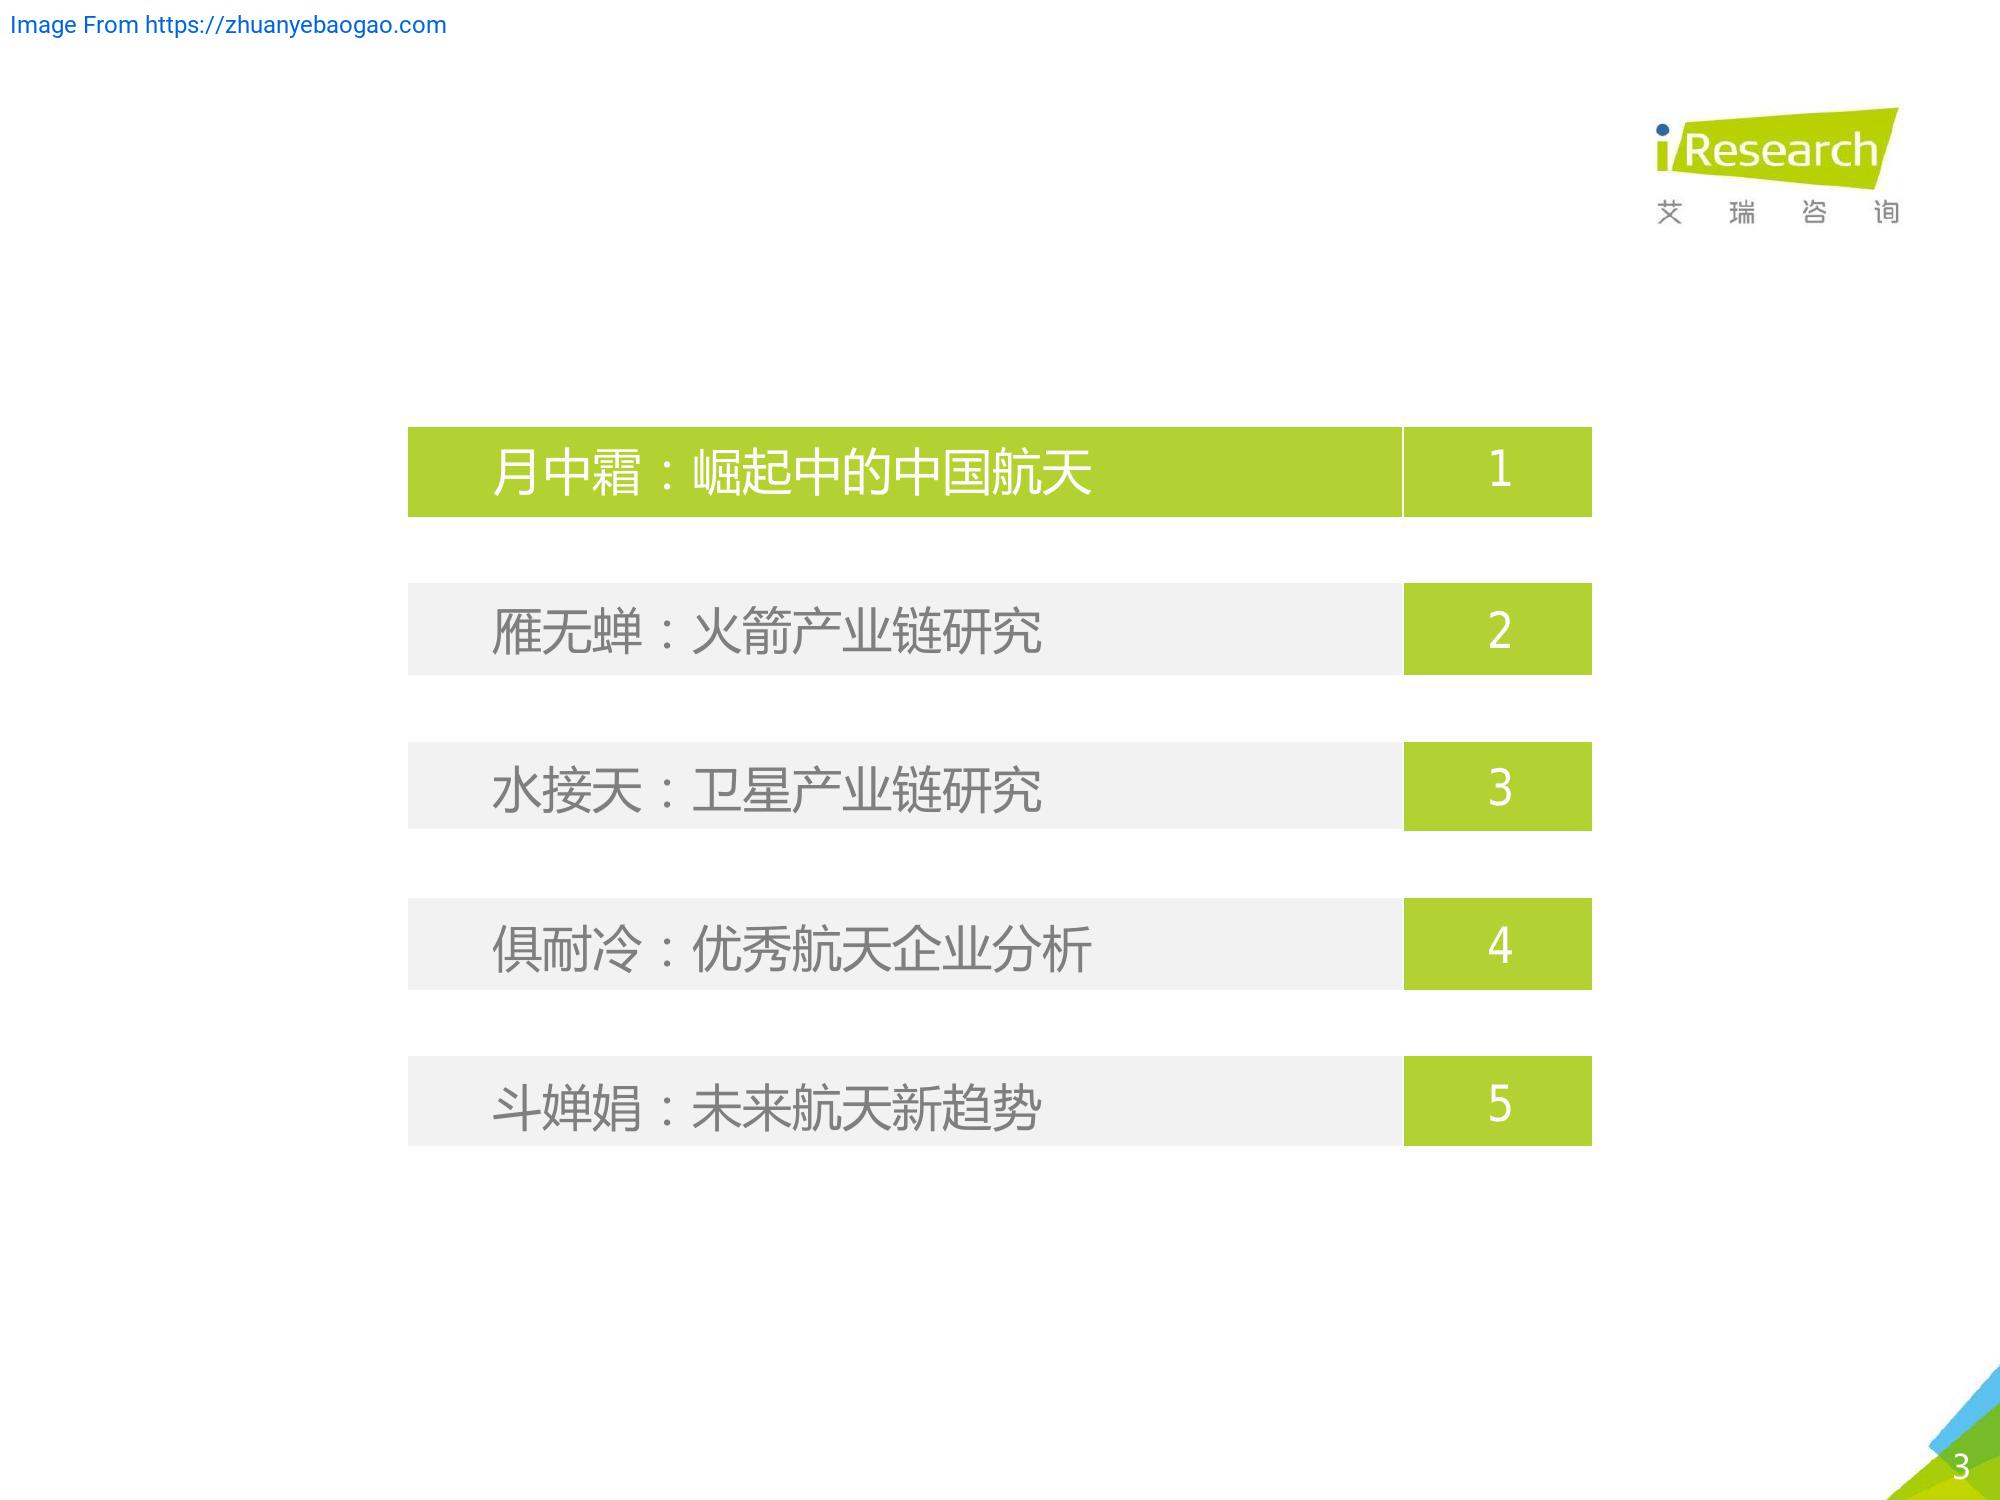 Image From https://zhuanyebaogao.com
iResearch
艾瑞咨询
月中霜：崛起中的中国航天 1
雁无蝉：火箭产业链研究 2
水接天：卫星产业链研究 3
俱耐冷：优秀航天企业分析 4
斗婵娟：未来航天新趋势 5
3